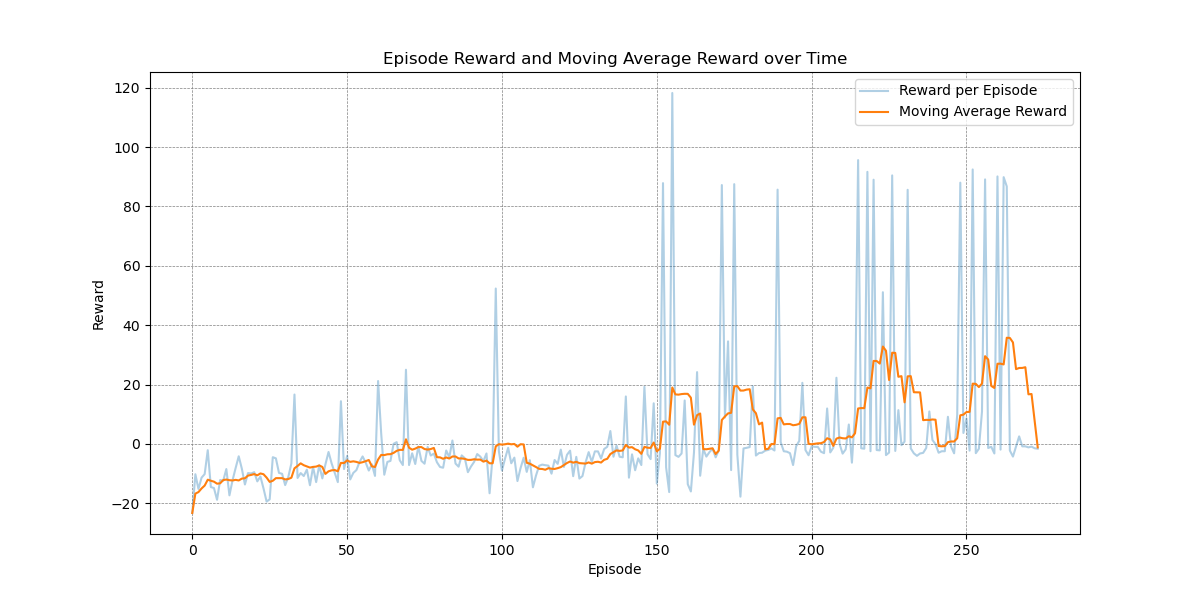 Episode Reward and Moving Average Reward over Time
Reward per Episode
Moving Average Reward
120
100
80
60
40
20
0
−20
Reward
0 50 100 150 200 250
Episode